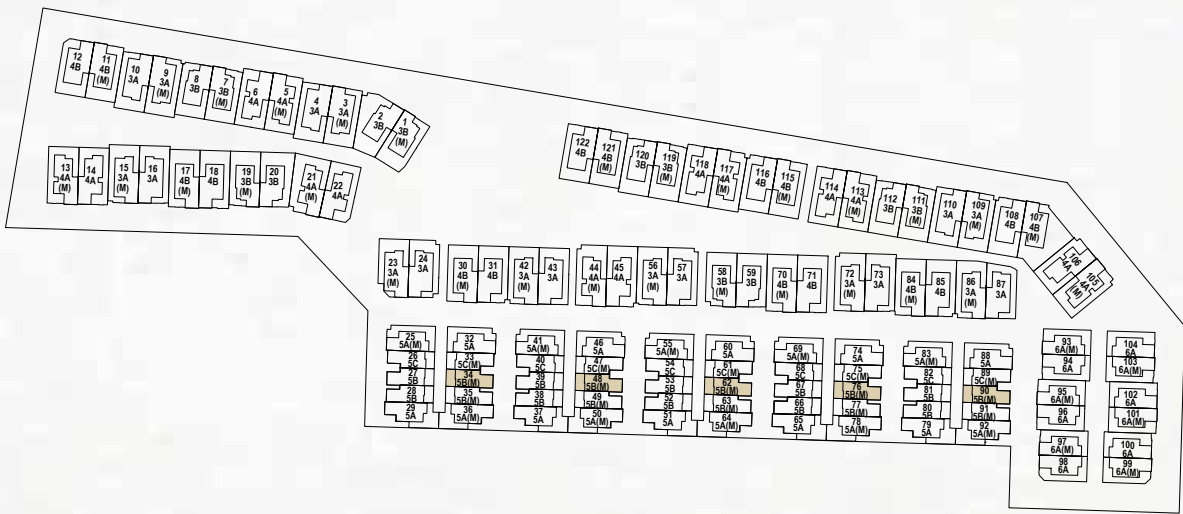 12
4B
11
4B
(M)
10
3A
9
3A
(M)
8
3B
7
3B
(M)
6
4A
5
4A
(M)
4
3A
3
3A
(M)
2
3B
1
3B
(M)
13
4A
(M)
14
4A
15
3A
(M)
16
3A
17
4B
(M)
18
4B
19
3B
(M)
20
3B
21
4A
(M)
22
4A
122
4B
121
4B
(M)
120
3B
119
3B
(M)
118
4A
117
4A
(M)
116
4B
115
4B
(M)
114
4A
113
4A
(M)
112
3B
111
3B
(M)
110
3A
109
3A
(M)
108
4B
107
4B
(M)
106
4A
105
4A
(M)
23
3A
(M)
24
3A
30
4B
(M)
31
4B
42
3A
(M)
43
3A
44
4A
(M)
45
4A
56
3A
(M)
57
3A
58
3B
(M)
59
3B
70
4B
(M)
71
4B
72
3A
(M)
73
3A
84
4B
(M)
85
4B
86
3A
(M)
87
3A
25
5A(M)
26
5C
27
5B
28
5B
29
5A
32
5A
33
5C(M)
34
5B(M)
35
5B(M)
36
5A(M)
41
5A(M)
40
5C
39
5B
38
5B
37
5A
46
5A
47
5C(M)
48
5B(M)
49
5B(M)
50
5A(M)
55
5A(M)
54
5C
53
5B
52
5B
51
5A
60
5A
61
5C(M)
62
5B(M)
63
5B(M)
64
5A(M)
69
5A(M)
68
5C
67
5B
66
5B
65
5A
74
5A
75
5C(M)
76
5B(M)
77
5B(M)
78
5A(M)
83
5A(M)
82
5C
81
5B
80
5B
79
5A
88
5A
89
5C(M)
90
5B(M)
91
5B(M)
92
5A(M)
93
6A(M)
94
6A
95
6A(M)
96
6A
97
6A(M)
98
6A
104
6A
103
6A(M)
102
6A
101
6A(M)
100
6A
99
6A(M)